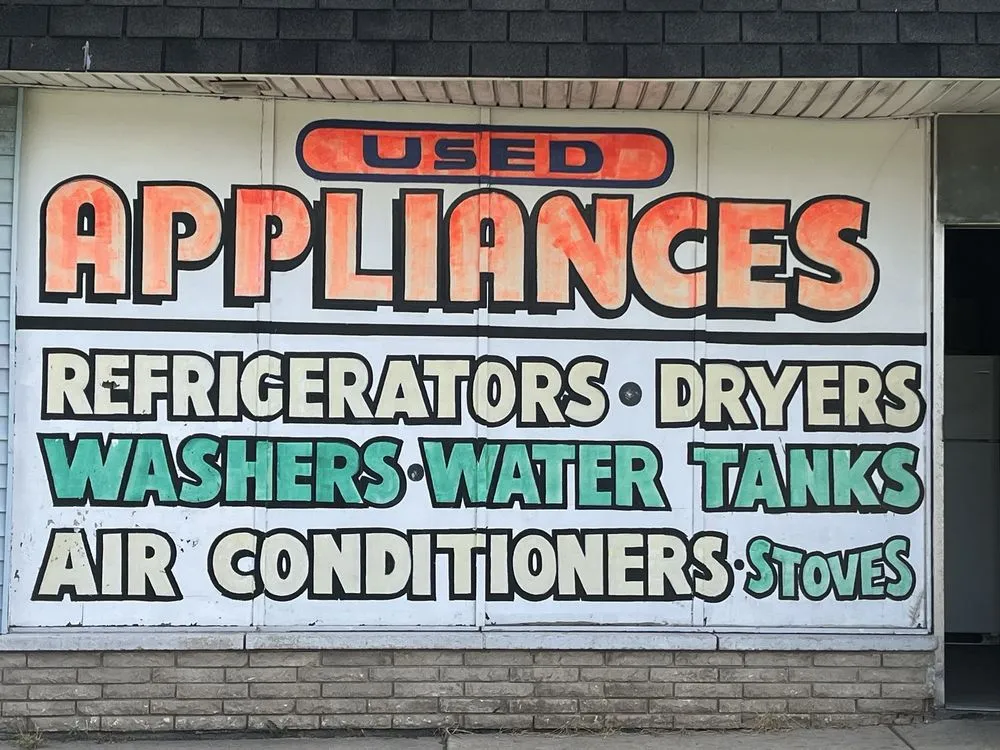 USED
APPLIANCES
REFRIGERATORS • DRYERS
WASHERS • WATER TANKS
AIR CONDITIONERS • STOVES